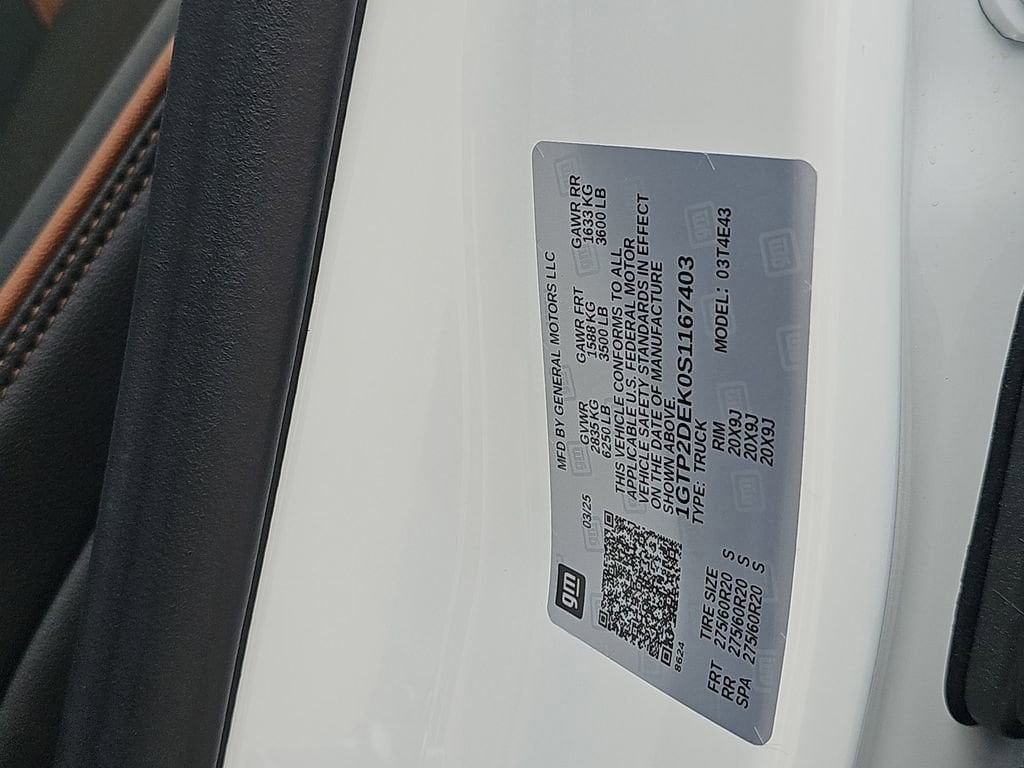 gm
03/25
MFD BY GENERAL MOTORS LLC
GVWR GAWR FRT GAWR RR
2835 KG 1588 KG 1633 KG
6250 LB 3500 LB 3600 LB
THIS VEHICLE CONFORMS TO ALL
APPLICABLE U.S. FEDERAL MOTOR
VEHICLE SAFETY STANDARDS IN EFFECT
ON THE DATE OF MANUFACTURE
SHOWN ABOVE.
1GTP2DEK0S1167403
8624
TYPE: TRUCK MODEL: 03T4E43
TIRE SIZE RIM
FRT 275/60R20 S 20X9J
RR 275/60R20 S 20X9J
SPA 275/60R20 S 20X9J